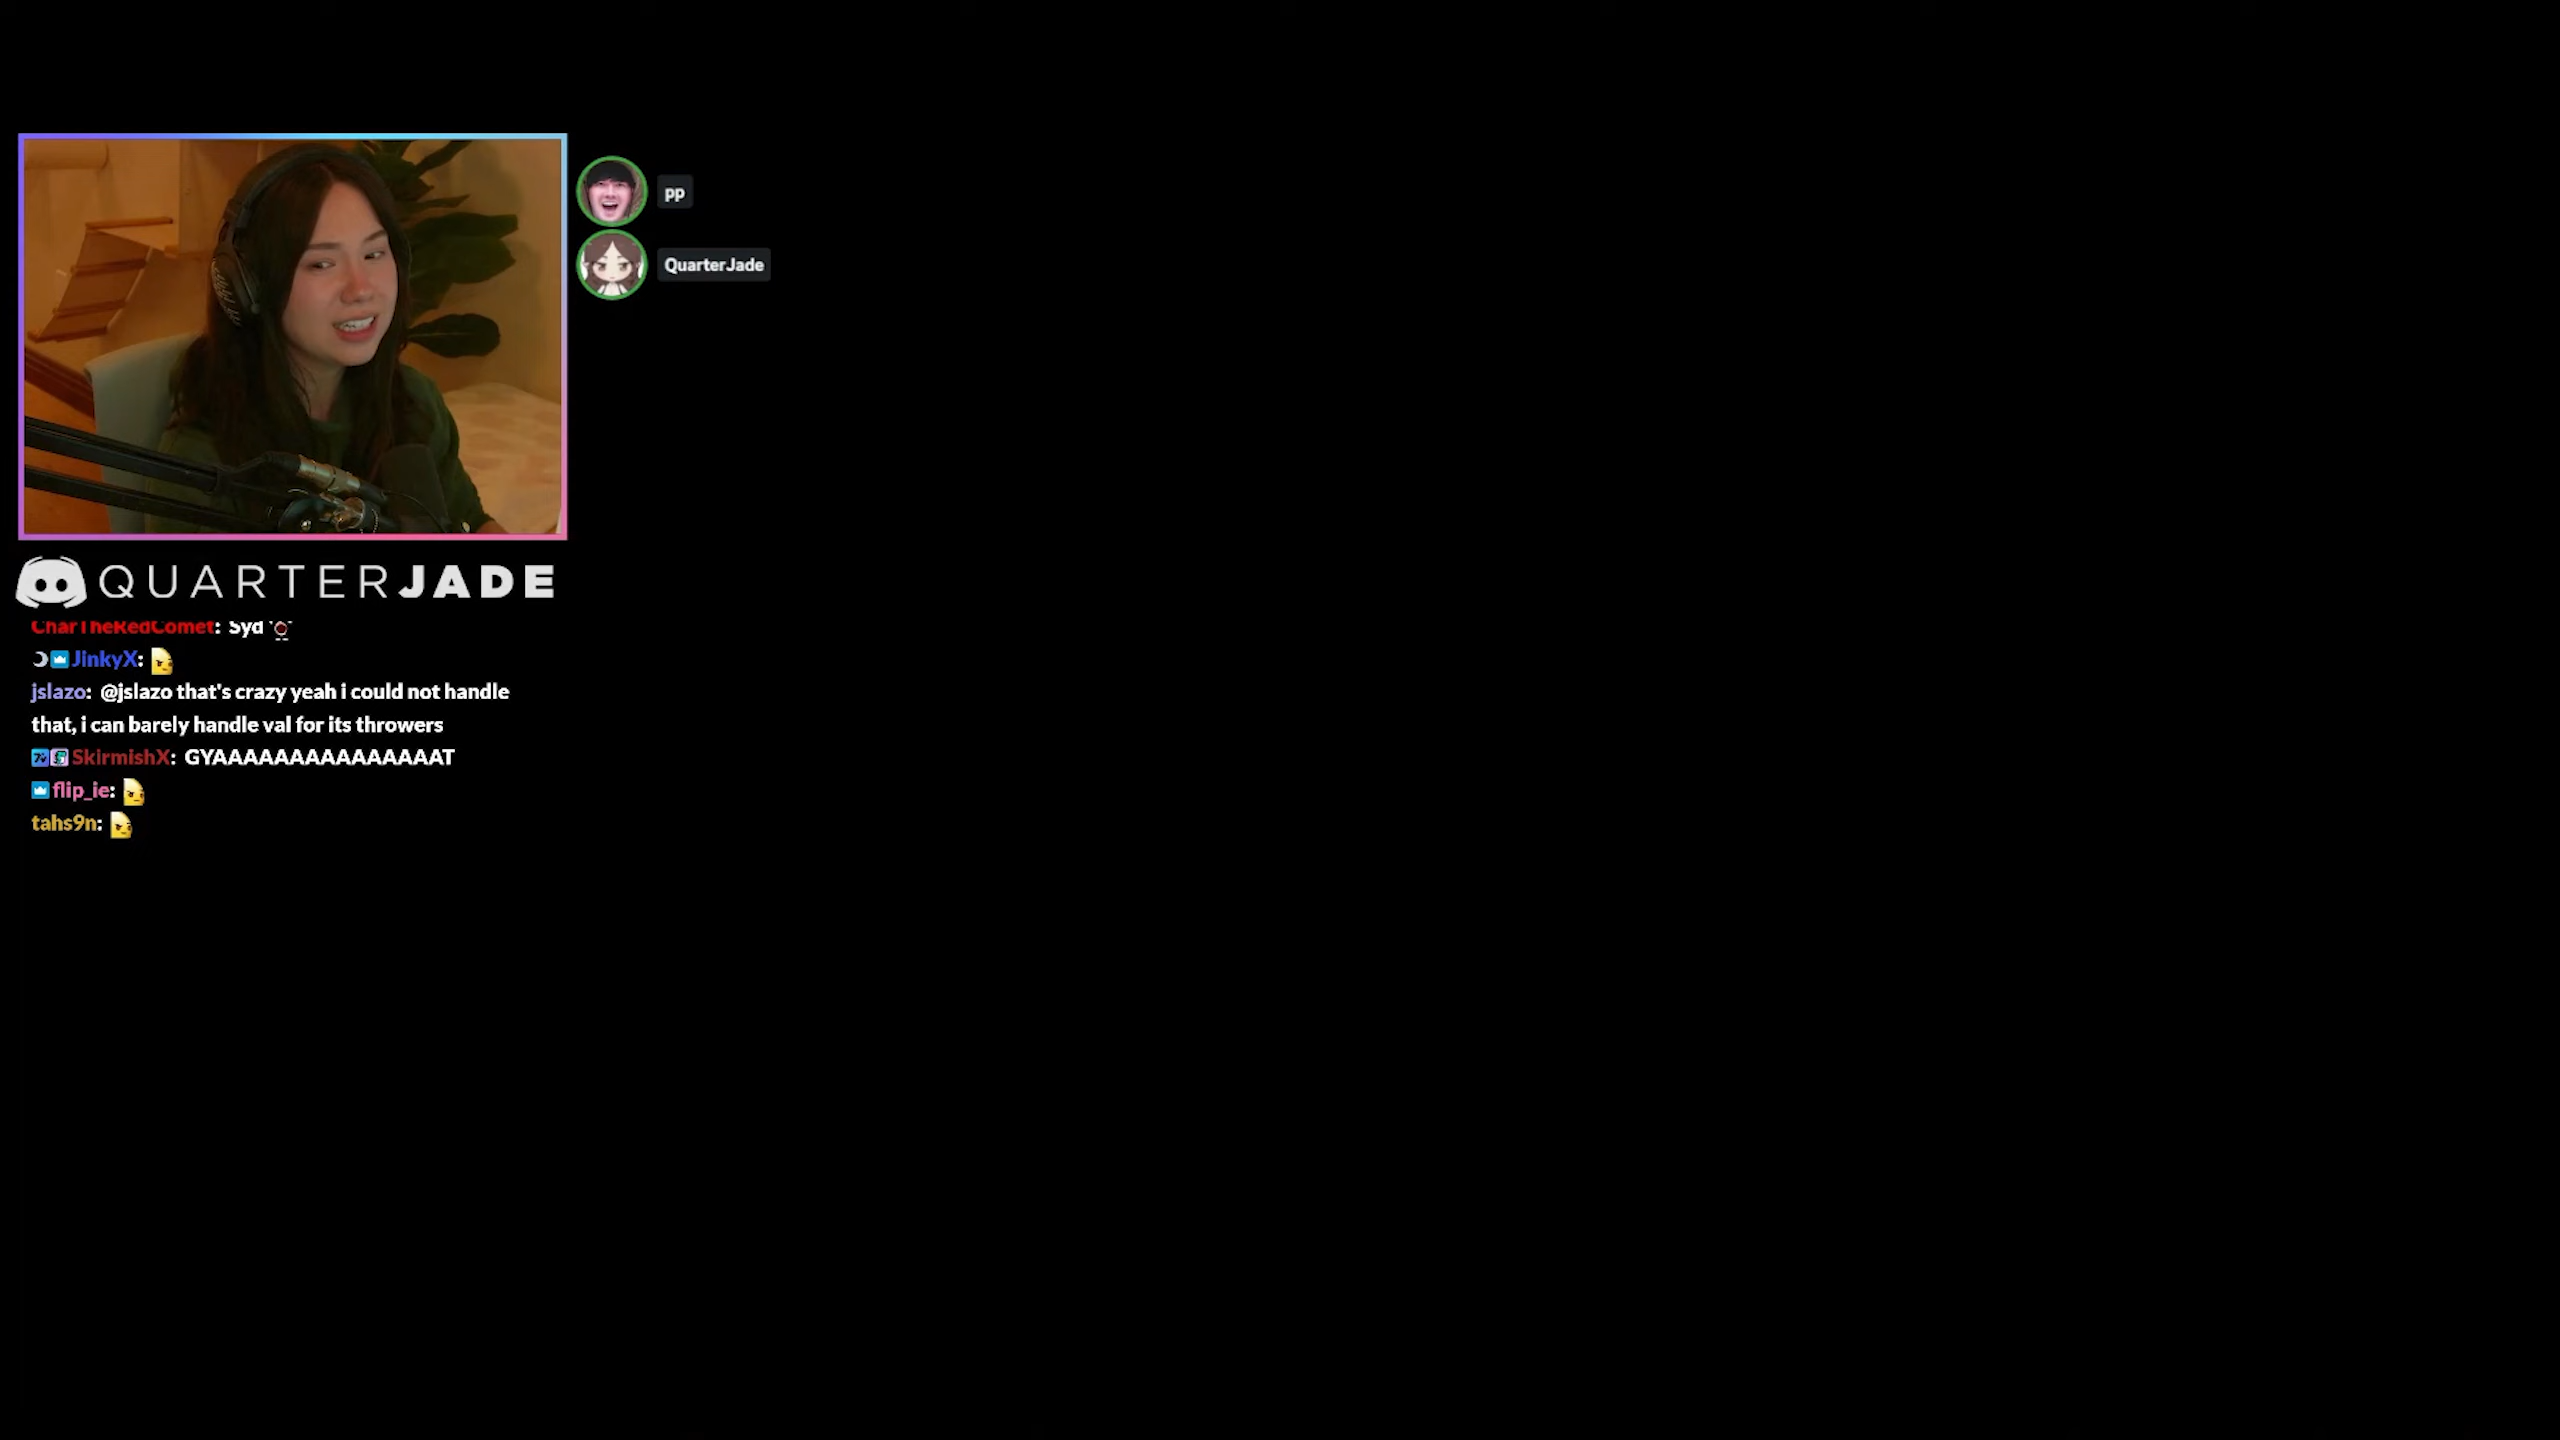 pp
QuarterJade
QUARTERJADE
CharTheRedComet: Syd
JinkyX:
jslazo: @jslazo that's crazy yeah i could not handle
that, i can barely handle val for its throwers
SkirmishX: GYAAAAAAAAAAAAAAAT
flip_ie:
tahs9n: